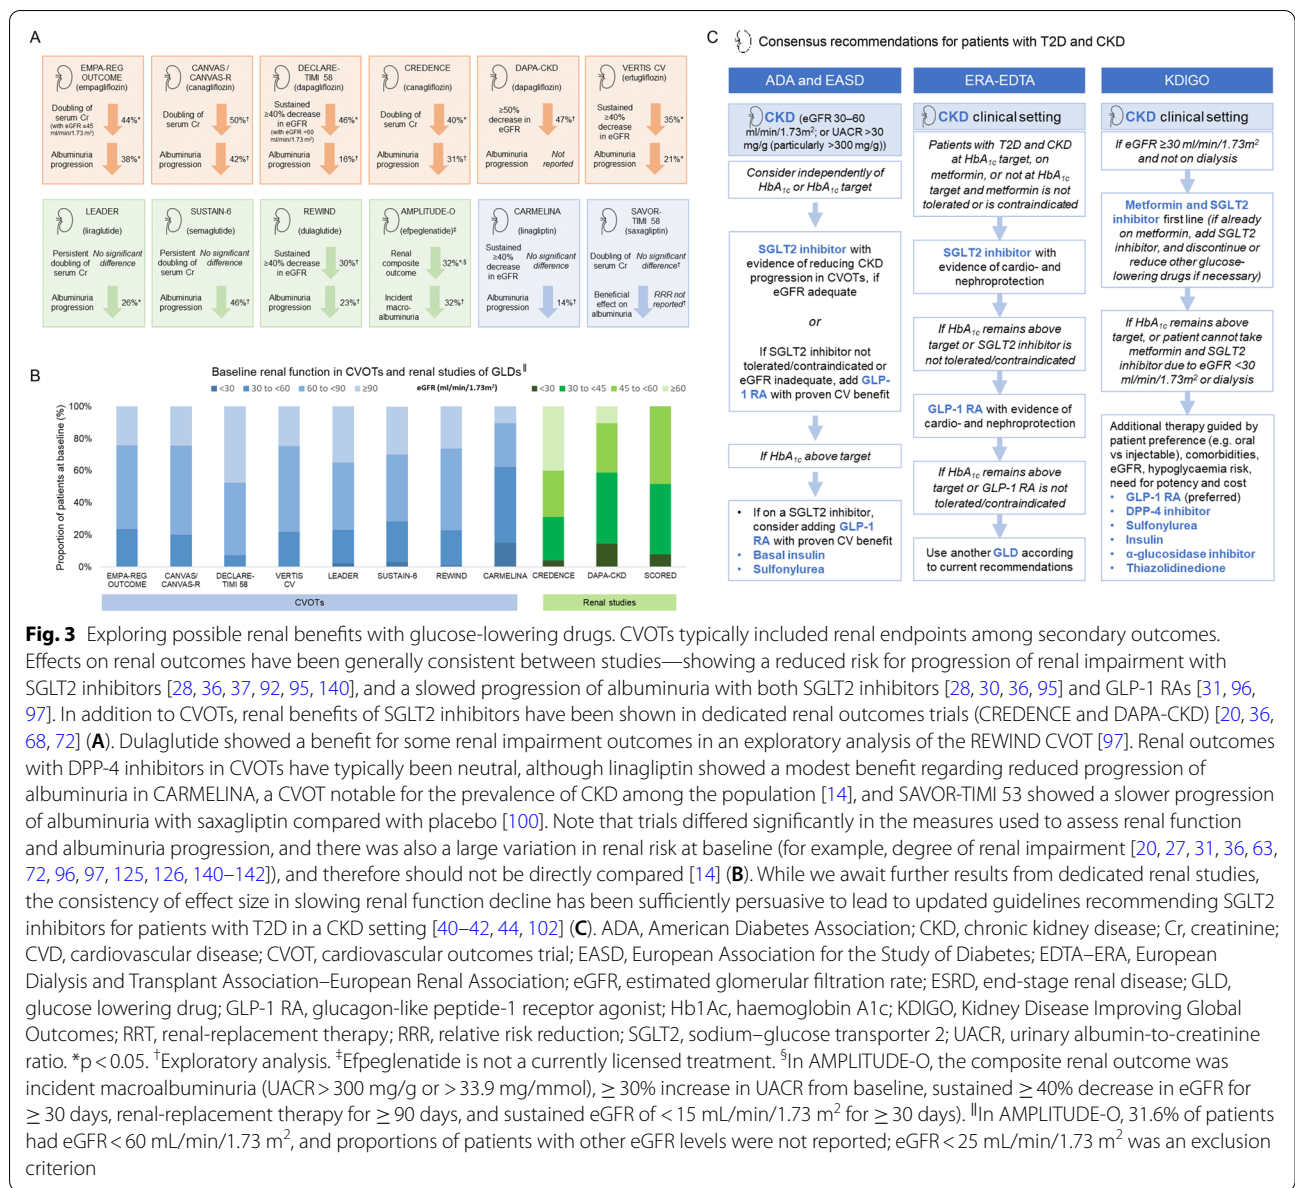 A
EMPA-REG
OUTCOME
(empagliflozin)
Doubling of
serum Cr
(with eGFR ≤45
ml/min/1.73 m²)
44%*
Albuminuria
progression
38%*
CANVAS/
CANVAS-R
(canagliflozin)
Doubling of
serum Cr
50%†
Albuminuria
progression
42%†
DECLARE-
TIMI 58
(dapagliflozin)
Sustained
≥40% decrease
in eGFR
(with eGFR <60
ml/min/1.73 m²)
46%*
Albuminuria
progression
16%†
CREDENCE
(canagliflozin)
Doubling of
serum Cr
40%*
Albuminuria
progression
31%†
DAPA-CKD
(dapagliflozin)
≥50%
decrease in
eGFR
47%†
Albuminuria
progression
Not
reported
VERTIS CV
(ertugliflozin)
Sustained
≥40%
decrease
in eGFR
35%*
Albuminuria
progression
21%*
LEADER
(liraglutide)
Persistent
doubling of
serum Cr
No significant
difference
Albuminuria
progression
26%*
SUSTAIN-6
(semaglutide)
Persistent
doubling of
serum Cr
No significant
difference
Albuminuria
progression
46%†
REWIND
(dulaglutide)
Sustained
≥40% decrease
in eGFR
30%†
Albuminuria
progression
23%†
AMPLITUDE-O
(efpeglenatide)‡
Renal
composite
outcome
32%*·§
Incident
macro-
albuminuria
32%†
CARMELINA
(linagliptin)
Sustained
≥40%
decrease
in eGFR
No significant
difference
Albuminuria
progression
14%†
SAVOR-
TIMI 58
(saxagliptin)
Doubling of
serum Cr
No significant
difference†
Beneficial
effect on
albuminuria
RRR not
reported†
B
Baseline renal function in CVOTs and renal studies of GLDs‖
<30 30 to <60 60 to <90 ≥90 eGFR (ml/min/1.73m²) <30 30 to <45 45 to <60 ≥60
Proportion of patients at baseline (%)
100%
80%
60%
40%
20%
0%
EMPA-REG
OUTCOME
CANVAS/
CANVAS-R
DECLARE-
TIMI 58
VERTIS
CV
LEADER
SUSTAIN-6
REWIND
CARMELINA
CREDENCE
DAPA-CKD
SCORED
CVOTs
Renal studies
C
Consensus recommendations for patients with T2D and CKD
ADA and EASD
CKD (eGFR 30–60
ml/min/1.73m²; or UACR >30
mg/g (particularly >300 mg/g))
Consider independently of
HbA1c or HbA1c target
SGLT2 inhibitor with
evidence of reducing CKD
progression in CVOTs, if
eGFR adequate
or
If SGLT2 inhibitor not
tolerated/contraindicated or
eGFR inadequate, add GLP-
1 RA with proven CV benefit
If HbA1c above target
• If on a SGLT2 inhibitor,
consider adding GLP-1
RA with proven CV benefit
• Basal insulin
• Sulfonylurea
ERA-EDTA
CKD clinical setting
Patients with T2D and CKD
at HbA1c target, on
metformin, or not at HbA1c
target and metformin is not
tolerated or is contraindicated
SGLT2 inhibitor with
evidence of cardio- and
nephroprotection
If HbA1c remains above
target or SGLT2 inhibitor is
not tolerated/contraindicated
GLP-1 RA with evidence of
cardio- and nephroprotection
If HbA1c remains above
target or GLP-1 RA is not
tolerated/contraindicated
Use another GLD according
to current recommendations
KDIGO
CKD clinical setting
If eGFR ≥30 ml/min/1.73m²
and not on dialysis
Metformin and SGLT2
inhibitor first line (if already
on metformin, add SGLT2
inhibitor, and discontinue or
reduce other glucose-
lowering drugs if necessary)
If HbA1c remains above
target, or patient cannot take
metformin and SGLT2
inhibitor due to eGFR <30
ml/min/1.73m² or dialysis
Additional therapy guided by
patient preference (e.g. oral
vs injectable), comorbidities,
eGFR, hypoglycaemia risk,
need for potency and cost
• GLP-1 RA (preferred)
• DPP-4 inhibitor
• Sulfonylurea
• Insulin
• α-glucosidase inhibitor
• Thiazolidinedione
Fig. 3 Exploring possible renal benefits with glucose-lowering drugs. CVOTs typically included renal endpoints among secondary outcomes.
Effects on renal outcomes have been generally consistent between studies—showing a reduced risk for progression of renal impairment with
SGLT2 inhibitors [28, 36, 37, 92, 95, 140], and a slowed progression of albuminuria with both SGLT2 inhibitors [28, 30, 36, 95] and GLP-1 RAs [31, 96,
97]. In addition to CVOTs, renal benefits of SGLT2 inhibitors have been shown in dedicated renal outcomes trials (CREDENCE and DAPA-CKD) [20, 36,
68, 72] (A). Dulaglutide showed a benefit for some renal impairment outcomes in an exploratory analysis of the REWIND CVOT [97]. Renal outcomes
with DPP-4 inhibitors in CVOTs have typically been neutral, although linagliptin showed a modest benefit regarding reduced progression of
albuminuria in CARMELINA, a CVOT notable for the prevalence of CKD among the population [14], and SAVOR-TIMI 53 showed a slower progression
of albuminuria with saxagliptin compared with placebo [100]. Note that trials differed significantly in the measures used to assess renal function
and albuminuria progression, and there was also a large variation in renal risk at baseline (for example, degree of renal impairment [20, 27, 31, 36, 63,
72, 96, 97, 125, 126, 140–142]), and therefore should not be directly compared [14] (B). While we await further results from dedicated renal studies,
the consistency of effect size in slowing renal function decline has been sufficiently persuasive to lead to updated guidelines recommending SGLT2
inhibitors for patients with T2D in a CKD setting [40–42, 44, 102] (C). ADA, American Diabetes Association; CKD, chronic kidney disease; Cr, creatinine;
CVD, cardiovascular disease; CVOT, cardiovascular outcomes trial; EASD, European Association for the Study of Diabetes; EDTA–ERA, European
Dialysis and Transplant Association–European Renal Association; eGFR, estimated glomerular filtration rate; ESRD, end-stage renal disease; GLD,
glucose lowering drug; GLP-1 RA, glucagon-like peptide-1 receptor agonist; Hb1Ac, haemoglobin A1c; KDIGO, Kidney Disease Improving Global
Outcomes; RRT, renal-replacement therapy; RRR, relative risk reduction; SGLT2, sodium–glucose transporter 2; UACR, urinary albumin-to-creatinine
ratio. *p < 0.05. †Exploratory analysis. ‡Efpeglenatide is not a currently licensed treatment. §In AMPLITUDE-O, the composite renal outcome was
incident macroalbuminuria (UACR > 300 mg/g or > 33.9 mg/mmol), ≥ 30% increase in UACR from baseline, sustained ≥ 40% decrease in eGFR for
≥ 30 days, renal-replacement therapy for ≥ 90 days, and sustained eGFR of < 15 mL/min/1.73 m² for ≥ 30 days). ‖In AMPLITUDE-O, 31.6% of patients
had eGFR < 60 mL/min/1.73 m², and proportions of patients with other eGFR levels were not reported; eGFR < 25 mL/min/1.73 m² was an exclusion
criterion